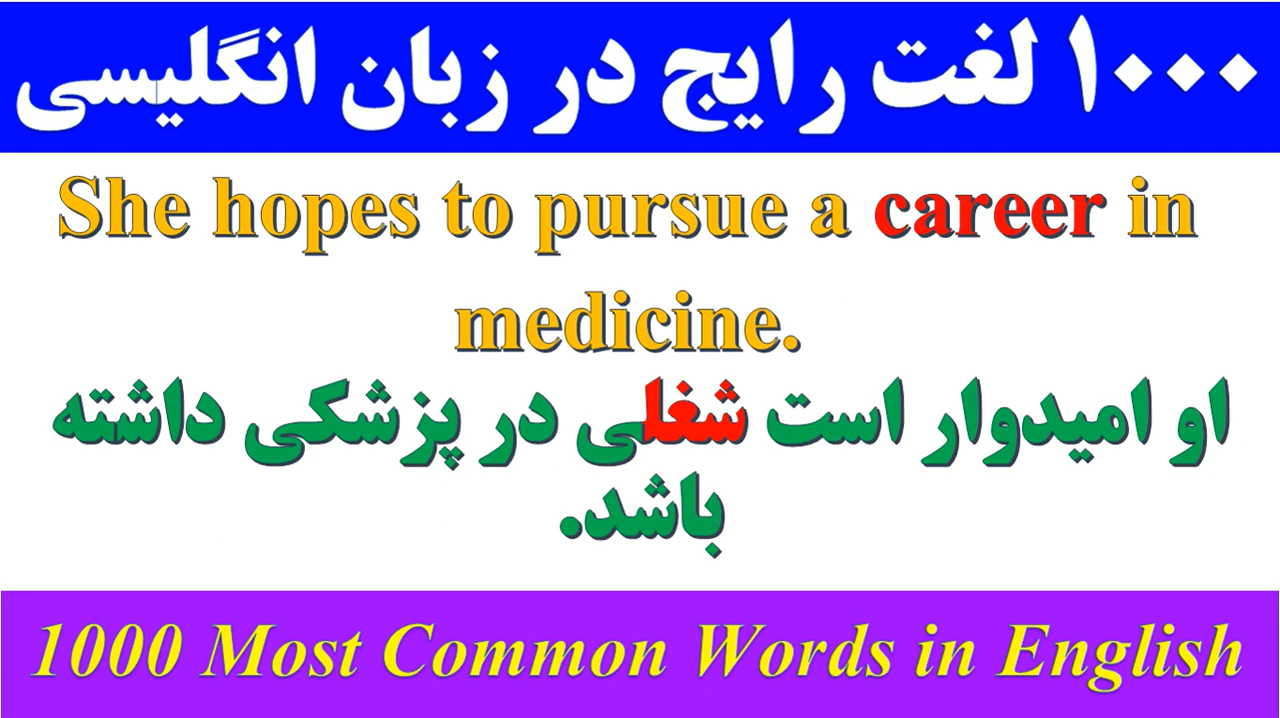 ۱۰۰۰ لغت رایج در زبان انگلیسی
She hopes to pursue a career in
medicine.
او امیدوار است شغلی در پزشکی داشته
باشد.
1000 Most Common Words in English